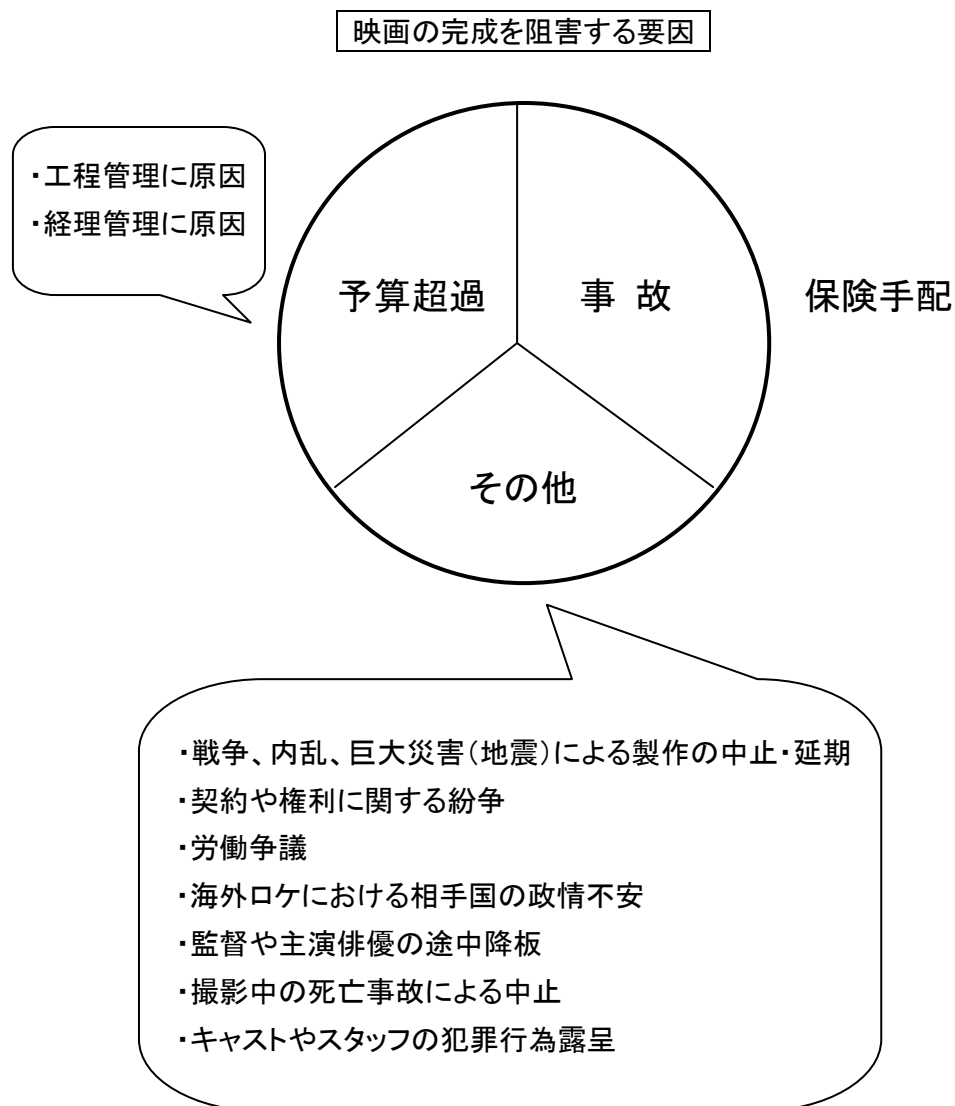 映画の完成を阻害する要因
・工程管理に原因
・経理管理に原因
予算超過
事 故
保険手配
その他
・戦争、内乱、巨大災害(地震)による製作の中止・延期
・契約や権利に関する紛争
・労働争議
・海外ロケにおける相手国の政情不安
・監督や主演俳優の途中降板
・撮影中の死亡事故による中止
・キャストやスタッフの犯罪行為露呈